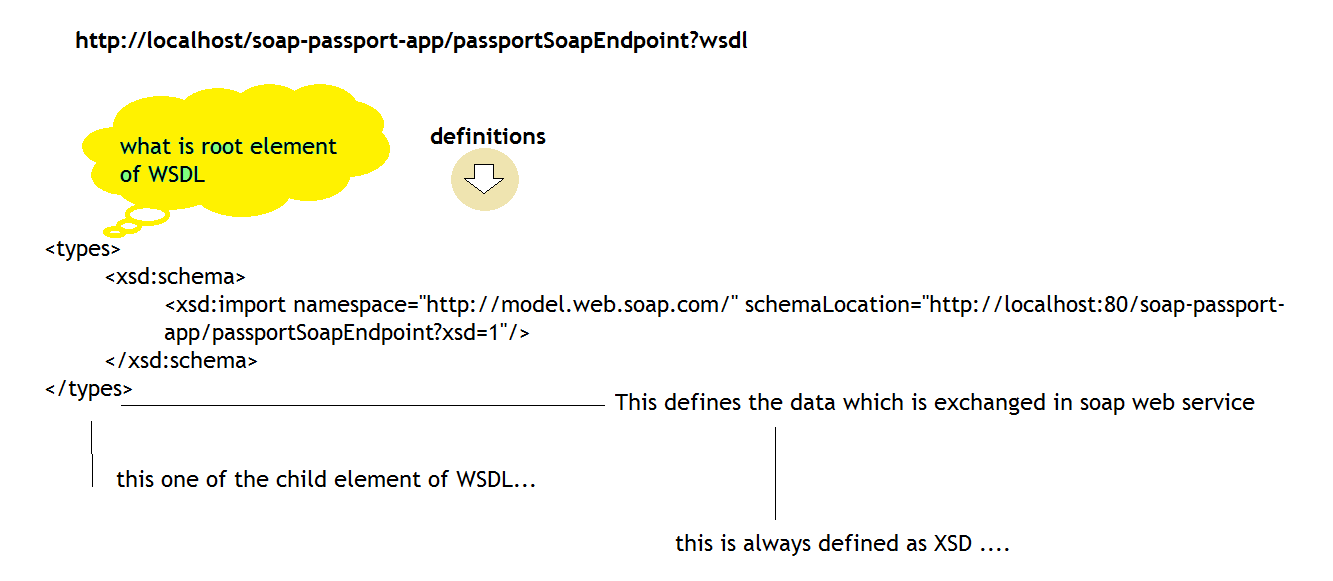 http://localhost/soap-passport-app/passportSoapEndpoint?wsdl
what is root element
of WSDL
definitions
<types>
<xsd:schema>
<xsd:import namespace="http://model.web.soap.com/" schemaLocation="http://localhost:80/soap-passport-
app/passportSoapEndpoint?xsd=1"/>
</xsd:schema>
</types>
This defines the data which is exchanged in soap web service
this one of the child element of WSDL...
this is always defined as XSD ....